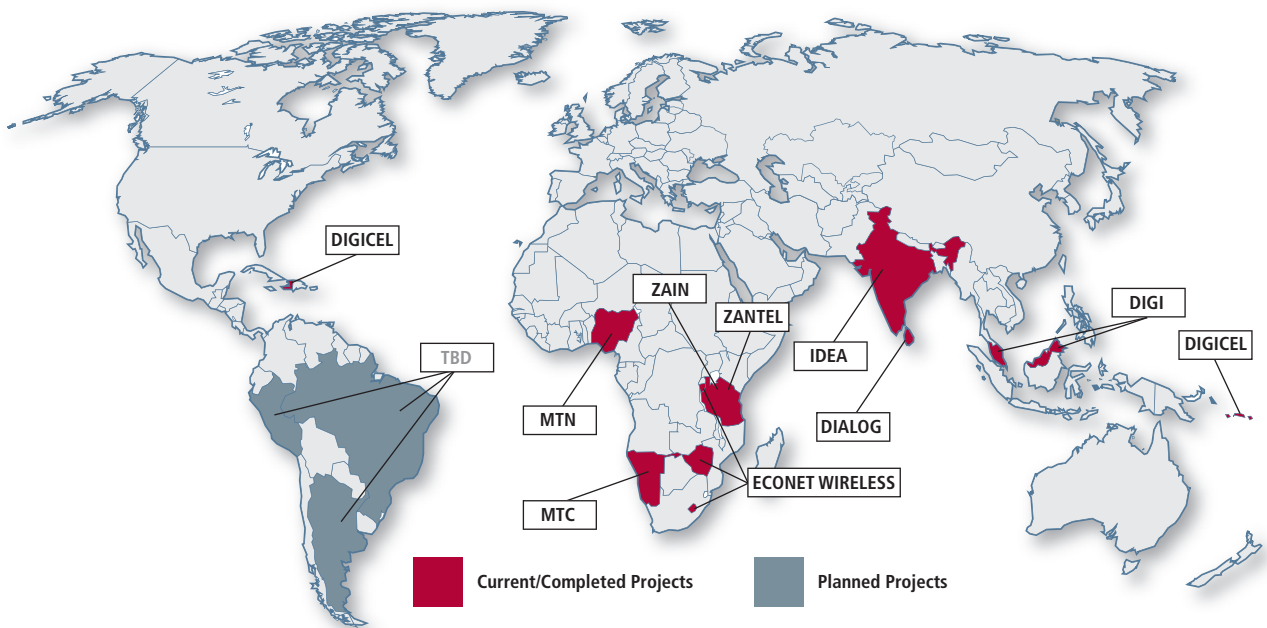 DIGICEL
ZAIN
ZANTEL
DIGI
DIGICEL
TBD
IDEA
MTN
DIALOG
ECONET WIRELESS
MTC
Current/Completed Projects
Planned Projects